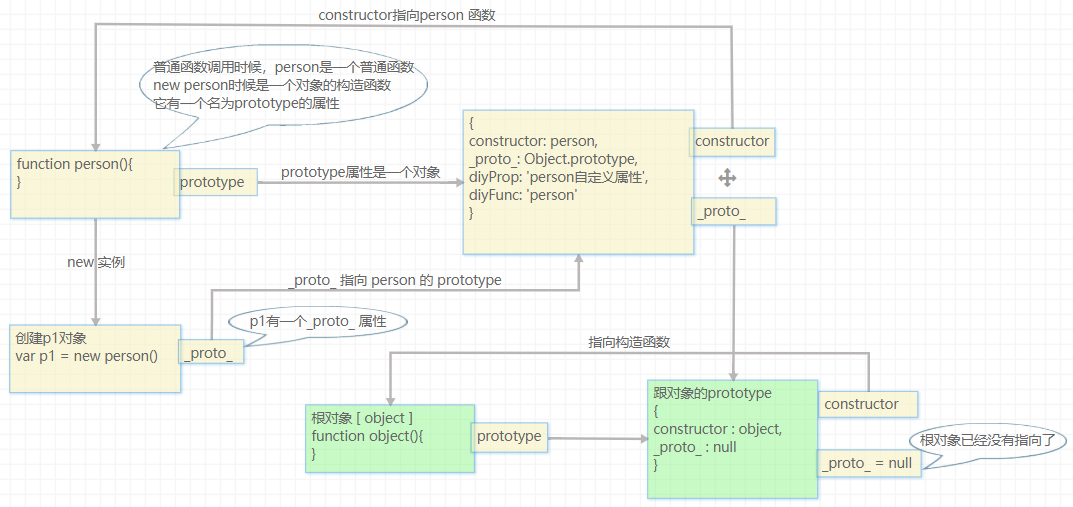 constructor指向person 函数
普通函数调用时候，person是一个普通函数
new person时候是一个对象的构造函数
它有一个名为prototype的属性
function person(){
}
prototype
prototype属性是一个对象
{
constructor: person,
_proto_: Object.prototype,
diyProp: 'person自定义属性',
diyFunc: 'person'
}
constructor
_proto_
new 实例
_proto_ 指向 person 的 prototype
p1有一个_proto_ 属性
创建p1对象
var p1 = new person()
_proto_
指向构造函数
根对象 [ object ]
function object(){
}
prototype
跟对象的prototype
{
constructor : object,
_proto_ : null
}
constructor
_proto_ = null
根对象已经没有指向了